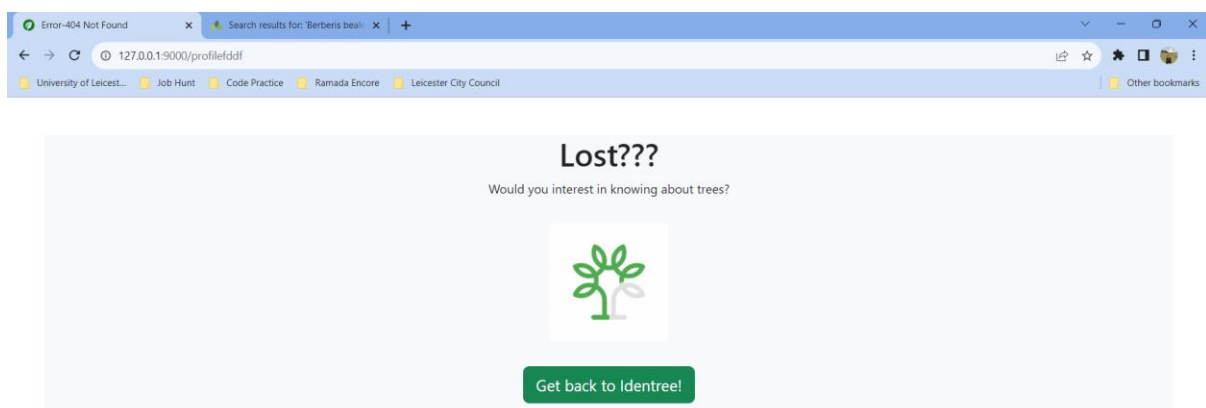 Error-404 Not Found
Search results for: 'Berberis beal
127.0.0.1:9000/profilefddf
University of Leicest...
Job Hunt
Code Practice
Ramada Encore
Leicester City Council
Other bookmarks
Lost???
Would you interest in knowing about trees?
Get back to Identree!